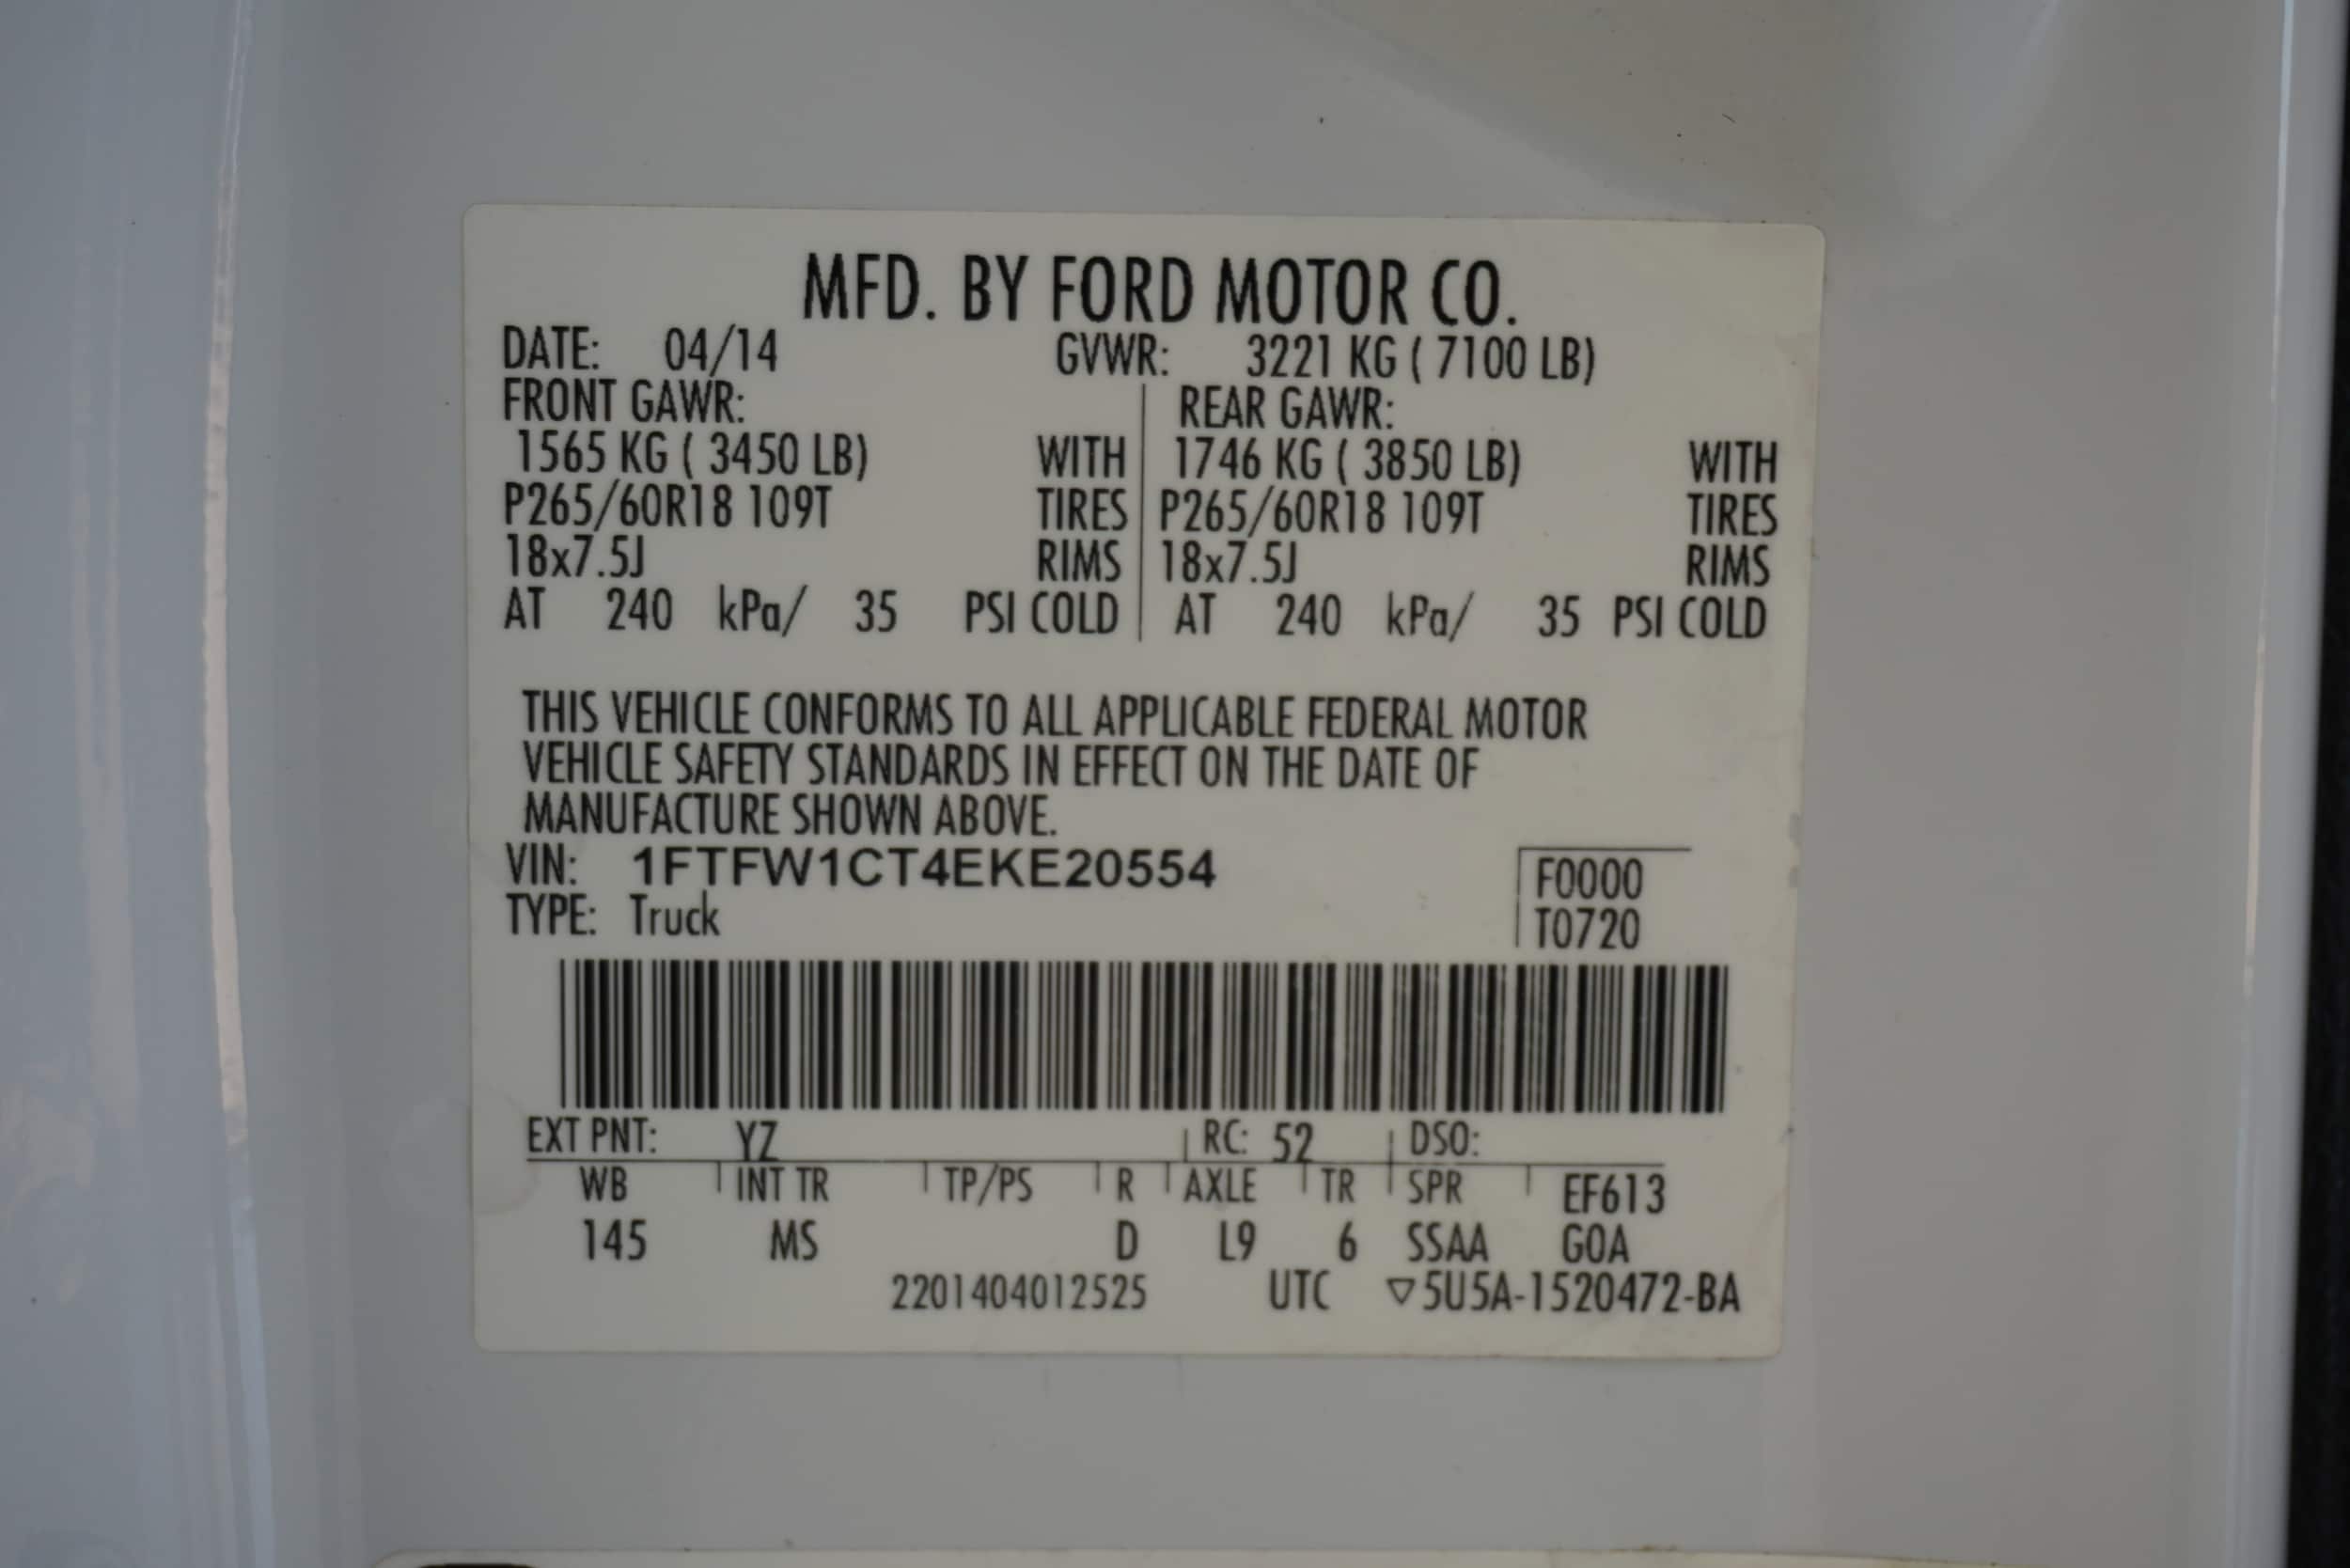 MFD. BY FORD MOTOR CO.
DATE: 04/14 GVWR: 3221 KG ( 7100 LB)
FRONT GAWR: REAR GAWR:
1565 KG ( 3450 LB) WITH 1746 KG ( 3850 LB) WITH
P265/60R18 109T TIRES P265/60R18 109T TIRES
18x7.5J RIMS 18x7.5J RIMS
AT 240 kPa/ 35 PSI COLD AT 240 kPa/ 35 PSI COLD
THIS VEHICLE CONFORMS TO ALL APPLICABLE FEDERAL MOTOR
VEHICLE SAFETY STANDARDS IN EFFECT ON THE DATE OF
MANUFACTURE SHOWN ABOVE.
VIN: 1FTFW1CT4EKE20554 F0000
TYPE: Truck T0720
EXT PNT: YZ RC: 52 DSO:
WB INT TR TP/PS R AXLE TR SPR EF613
145 MS D L9 6 SSAA G0A
2201404012525 UTC ▽5U5A-1520472-BA